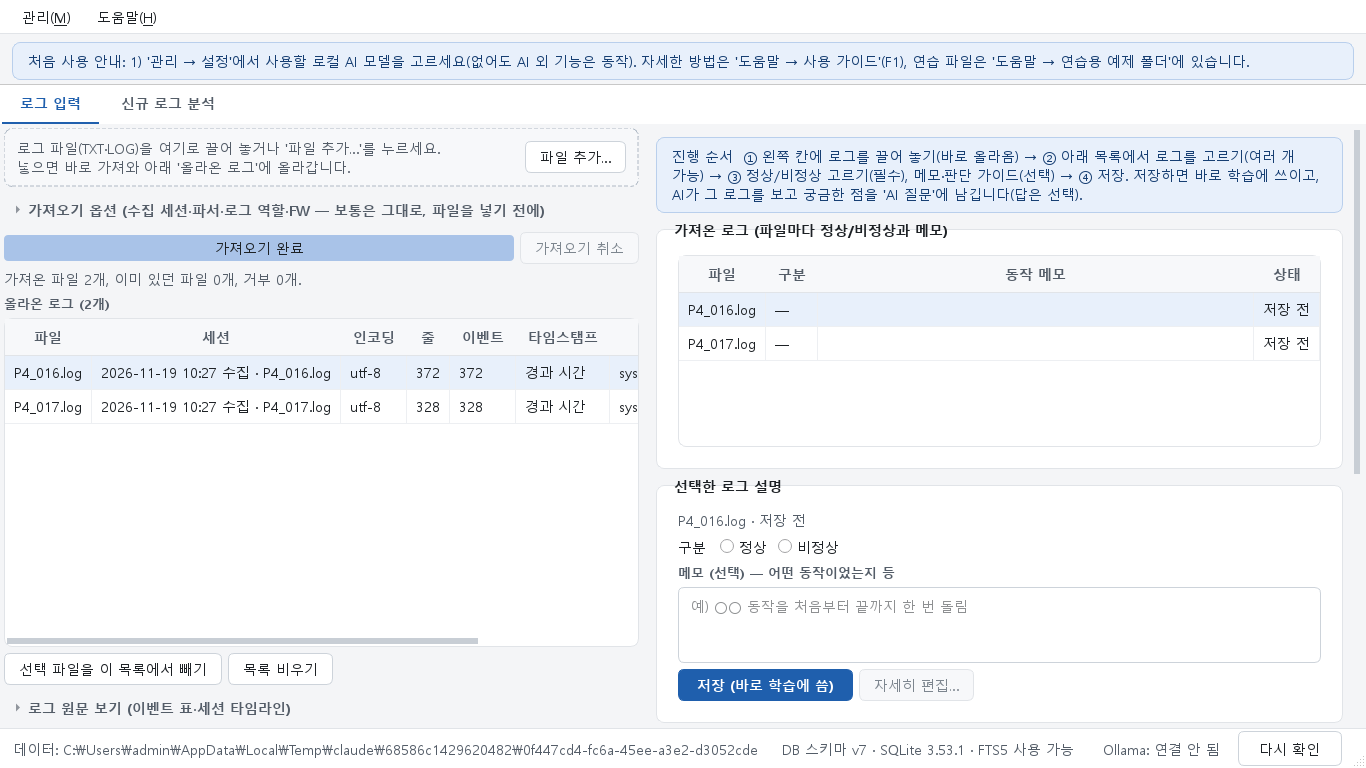 관리(M) 도움말(H)
처음 사용 안내: 1) '관리 → 설정'에서 사용할 로컬 AI 모델을 고르세요(없어도 AI 외 기능은 동작). 자세한 방법은 '도움말 → 사용 가이드'(F1), 연습 파일은 '도움말 → 연습용 예제 폴더'에 있습니다.
로그 입력 신규 로그 분석
로그 파일(TXT·LOG)을 여기로 끌어 놓거나 '파일 추가...'를 누르세요.
넣으면 바로 가져와 아래 '올라온 로그'에 올라갑니다.
파일 추가...
가져오기 옵션 (수집 세션·파서·로그 역할·FW — 보통은 그대로, 파일을 넣기 전에)
가져오기 완료 가져오기 취소
가져온 파일 2개, 이미 있던 파일 0개, 거부 0개.
올라온 로그 (2개)
파일 세션 인코딩 줄 이벤트 타임스탬프
P4_016.log 2026-11-19 10:27 수집 · P4_016.log utf-8 372 372 경과 시간 sys
P4_017.log 2026-11-19 10:27 수집 · P4_017.log utf-8 328 328 경과 시간 sys
선택 파일을 이 목록에서 빼기 목록 비우기
로그 원문 보기 (이벤트 표·세션 타임라인)
진행 순서 ① 왼쪽 칸에 로그를 끌어 놓기(바로 올라옴) → ② 아래 목록에서 로그를 고르기(여러 개
가능) → ③ 정상/비정상 고르기(필수), 메모·판단 가이드(선택) → ④ 저장. 저장하면 바로 학습에 쓰이고,
AI가 그 로그를 보고 궁금한 점을 'AI 질문'에 남깁니다(답은 선택).
가져온 로그 (파일마다 정상/비정상과 메모)
파일 구분 동작 메모 상태
P4_016.log — 저장 전
P4_017.log — 저장 전
선택한 로그 설명
P4_016.log · 저장 전
구분 정상 비정상
메모 (선택) — 어떤 동작이었는지 등
예) ○○ 동작을 처음부터 끝까지 한 번 돌림
저장 (바로 학습에 씀) 자세히 편집...
데이터: C:₩Users₩admin₩AppData₩Local₩Temp₩claude₩68586c1429620482₩0f447cd4-fc6a-45ee-a3e2-d3052cde DB 스키마 v7 · SQLite 3.53.1 · FTS5 사용 가능 Ollama: 연결 안 됨 다시 확인